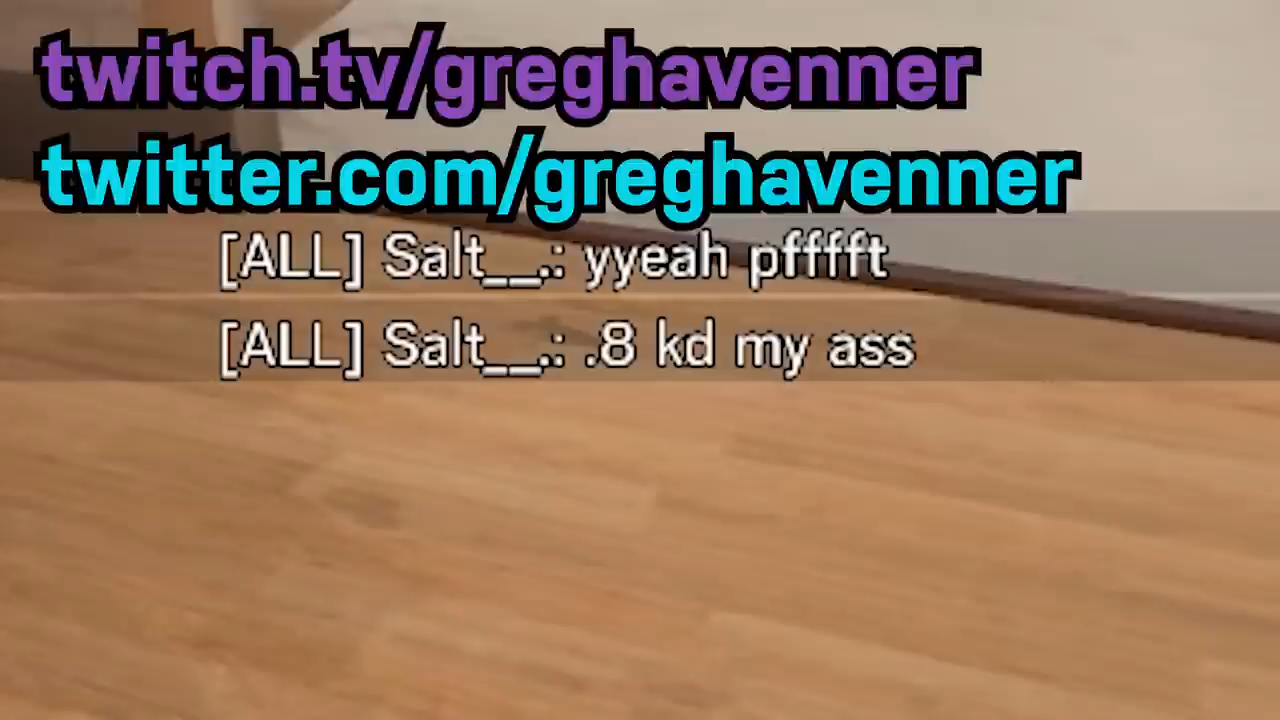 twitch.tv/greghavenner
twitter.com/greghavenner
[ALL] Salt__.: yyeah pfffft
[ALL] Salt__.: .8 kd my ass